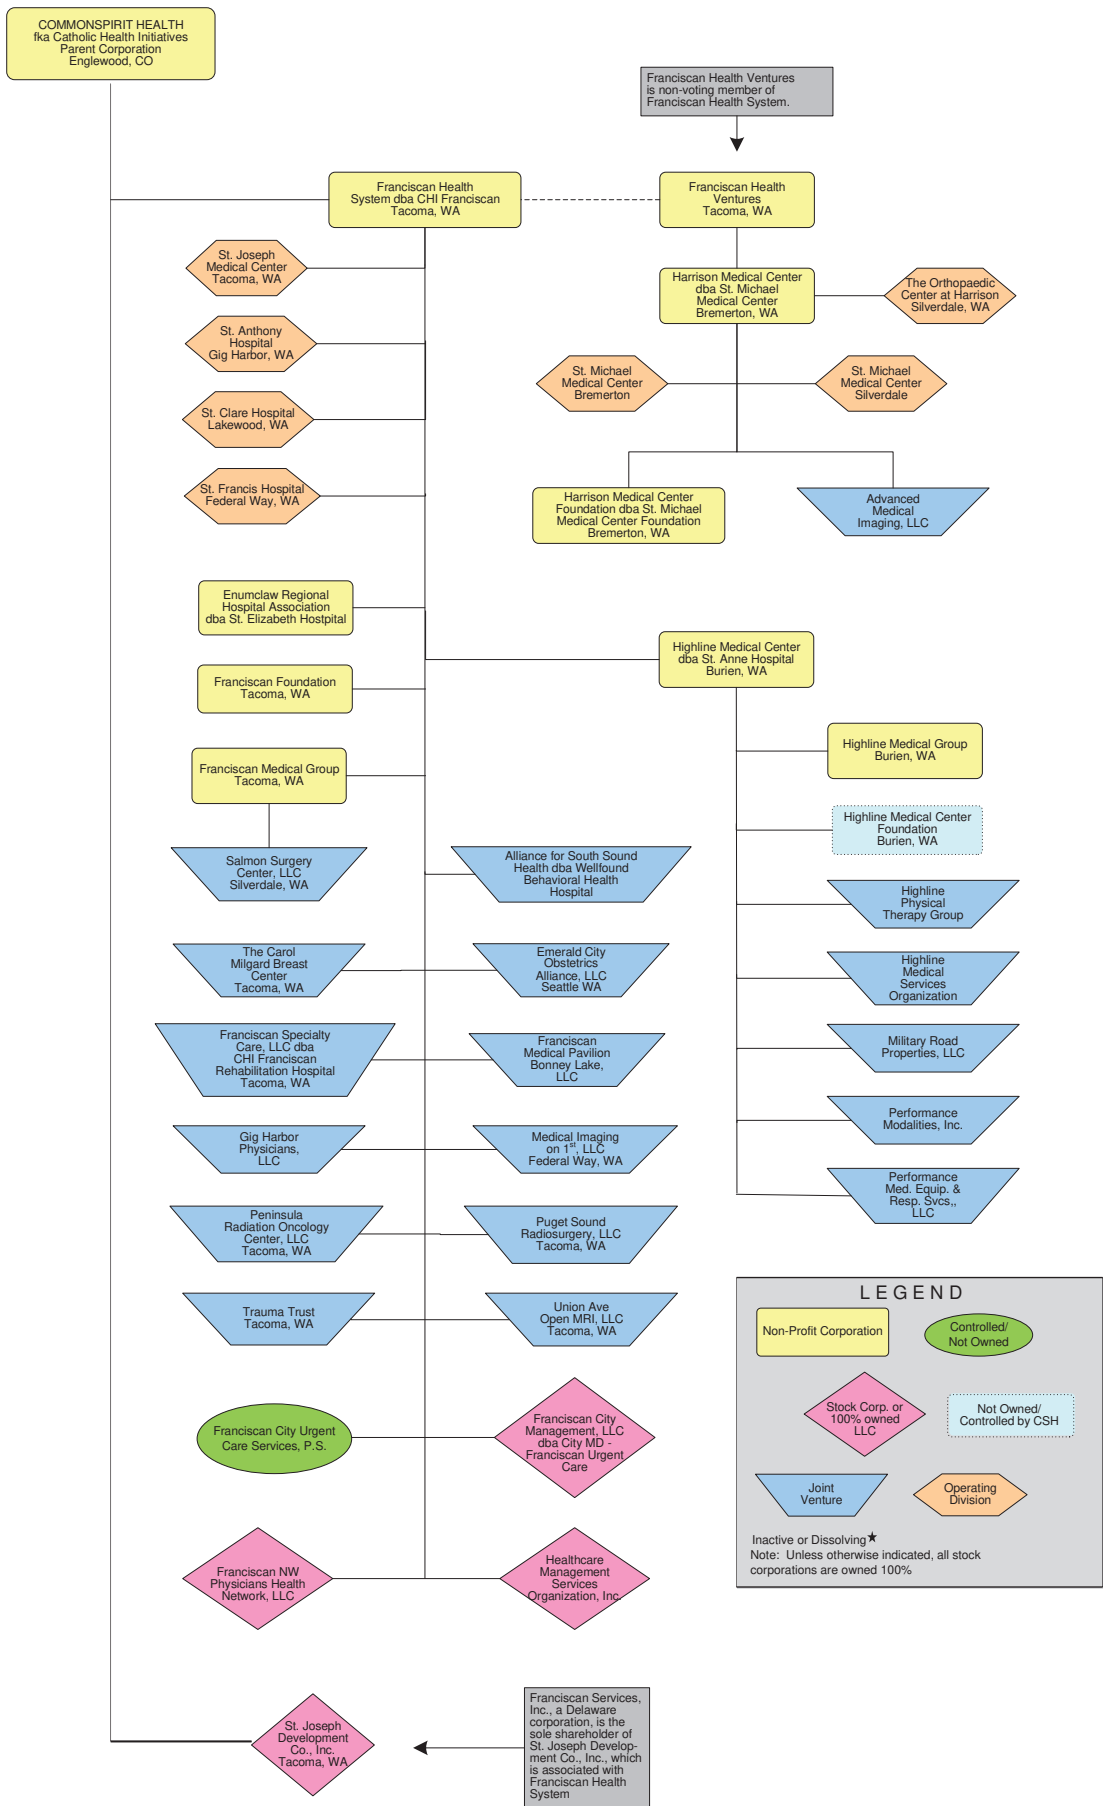 COMMONSPIRIT HEALTH
fka Catholic Health Initiatives
Parent Corporation
Englewood, CO
Franciscan Health Ventures
is non-voting member of
Franciscan Health System.
Franciscan Health
System dba CHI Franciscan
Tacoma, WA
Franciscan Health
Ventures
Tacoma, WA
St. Joseph
Medical Center
Tacoma, WA
Harrison Medical Center
dba St. Michael
Medical Center
Bremerton, WA
The Orthopaedic
Center at Harrison
Silverdale, WA
St. Anthony
Hospital
Gig Harbor, WA
St. Michael
Medical Center
Bremerton
St. Michael
Medical Center
Silverdale
St. Clare Hospital
Lakewood, WA
St. Francis Hospital
Federal Way, WA
Harrison Medical Center
Foundation dba St. Michael
Medical Center Foundation
Bremerton, WA
Advanced
Medical
Imaging, LLC
Enumclaw Regional
Hospital Association
dba St. Elizabeth Hostpital
Highline Medical Center
dba St. Anne Hospital
Burien, WA
Franciscan Foundation
Tacoma, WA
Highline Medical Group
Burien, WA
Franciscan Medical Group
Tacoma, WA
Highline Medical Center
Foundation
Burien, WA
Salmon Surgery
Center, LLC
Silverdale, WA
Alliance for South Sound
Health dba Wellfound
Behavioral Health
Hospital
Highline
Physical
Therapy Group
The Carol
Milgard Breast
Center
Tacoma, WA
Emerald City
Obstetrics
Alliance, LLC
Seattle WA
Highline
Medical
Services
Organization
Franciscan Specialty
Care, LLC dba
CHI Franciscan
Rehabilitation Hospital
Tacoma, WA
Franciscan
Medical Pavilion
Bonney Lake,
LLC
Military Road
Properties, LLC
Gig Harbor
Physicians,
LLC
Medical Imaging
on 1st, LLC
Federal Way, WA
Performance
Modalities, Inc.
Performance
Med. Equip. &
Resp. Svcs,,
LLC
Peninsula
Radiation Oncology
Center, LLC
Tacoma, WA
Puget Sound
Radiosurgery, LLC
Tacoma, WA
Trauma Trust
Tacoma, WA
Union Ave
Open MRI, LLC
Tacoma, WA
Franciscan City Urgent
Care Services, P.S.
Franciscan City
Management, LLC
dba City MD -
Franciscan Urgent
Care
Franciscan NW
Physicians Health
Network, LLC
Healthcare
Management
Services
Organization, Inc.
LEGEND
Non-Profit Corporation
Controlled/
Not Owned
Stock Corp. or
100% owned
LLC
Not Owned/
Controlled by CSH
Joint
Venture
Operating
Division
Inactive or Dissolving★
Note: Unless otherwise indicated, all stock
corporations are owned 100%
St. Joseph
Development
Co., Inc.
Tacoma, WA
Franciscan Services,
Inc., a Delaware
corporation, is the
sole shareholder of
St. Joseph Develop-
ment Co., Inc., which
is associated with
Franciscan Health
System